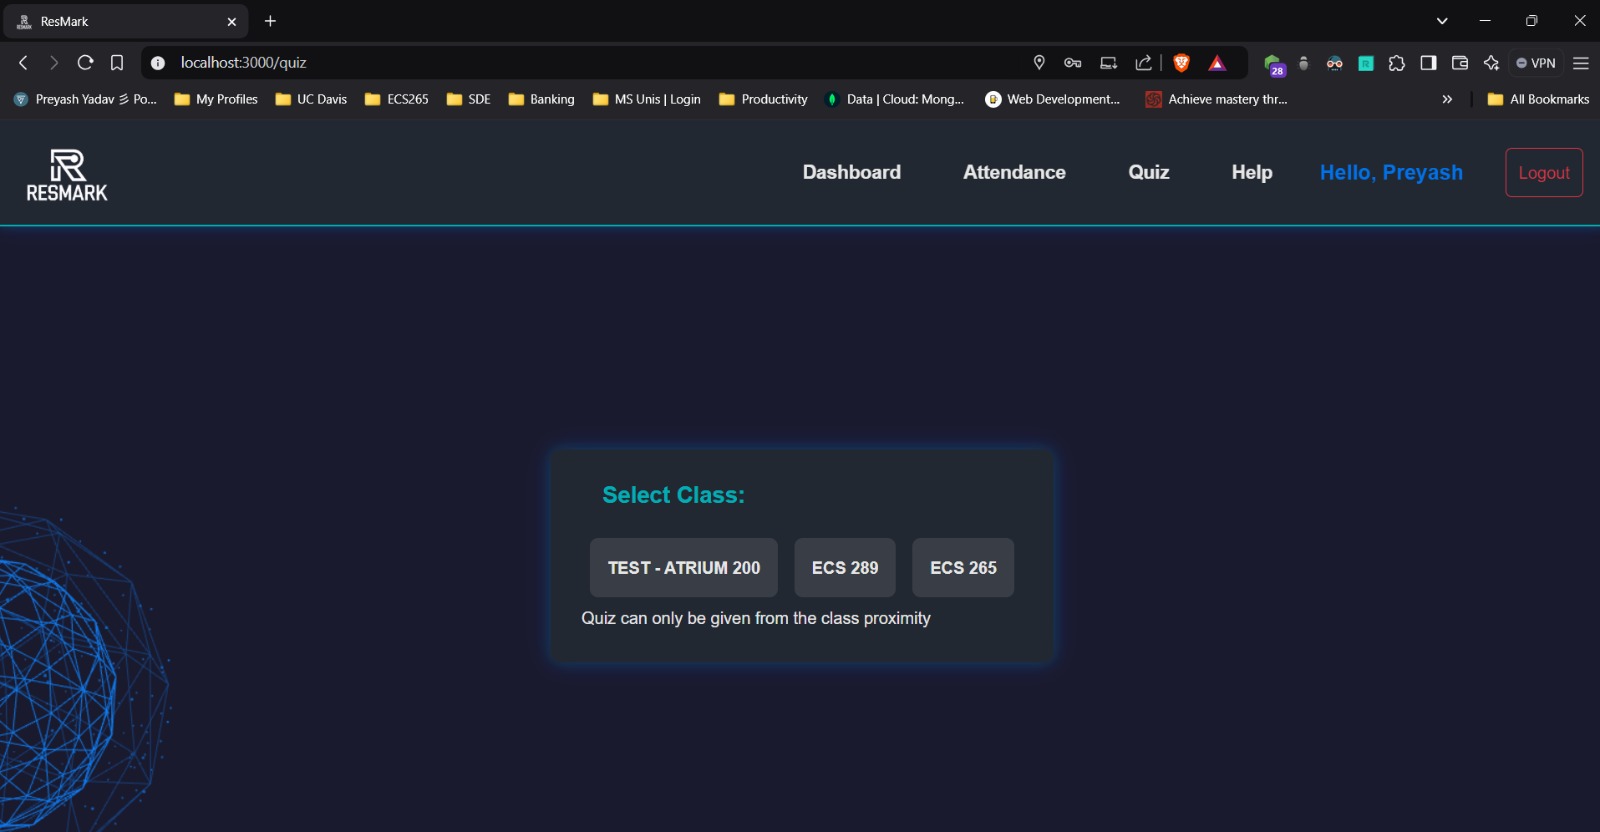 ResMark
localhost:3000/quiz
28
VPN
Preyash Yadav 彡 Po...
My Profiles
UC Davis
ECS265
SDE
Banking
MS Unis | Login
Productivity
Data | Cloud: Mong...
Web Development...
Achieve mastery thr...
All Bookmarks
RESMARK
Dashboard
Attendance
Quiz
Help
Hello, Preyash
Logout
Select Class:
TEST - ATRIUM 200
ECS 289
ECS 265
Quiz can only be given from the class proximity